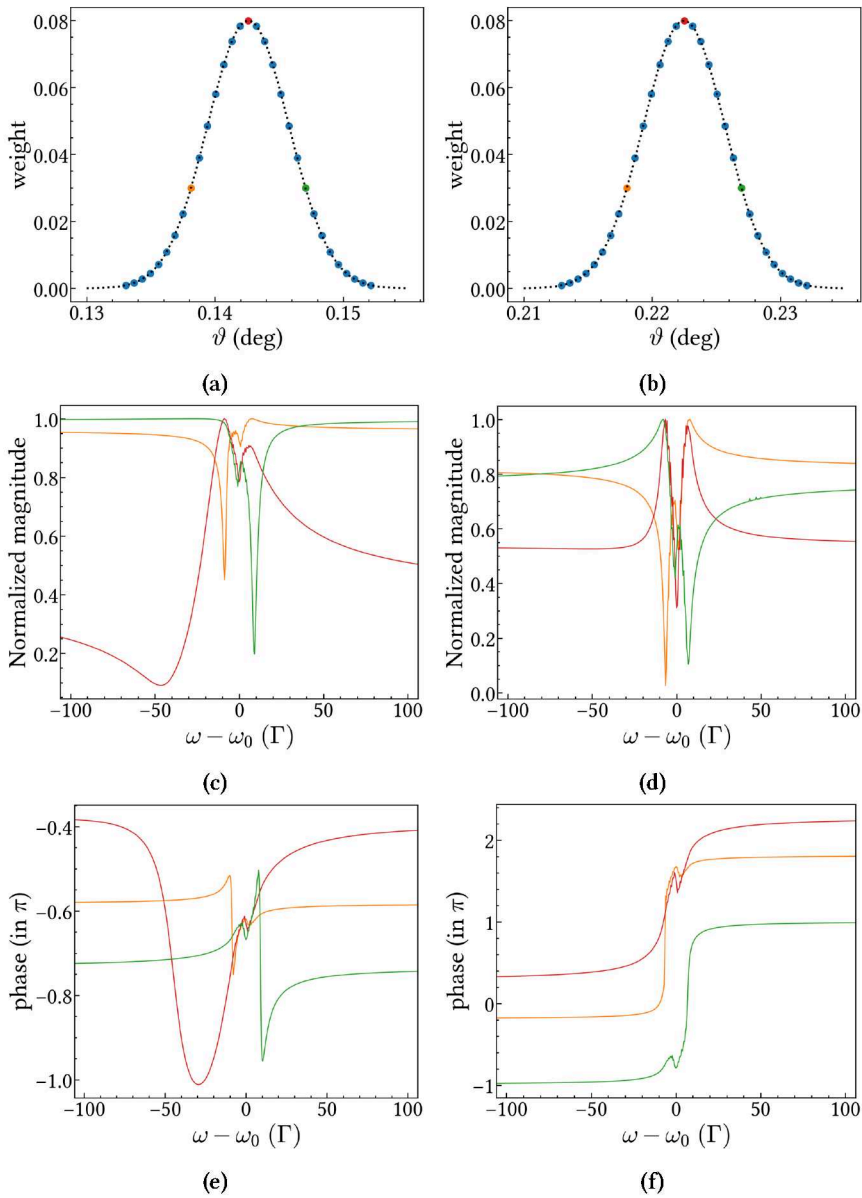 0.08
0.06
0.04
0.02
0.00
weight
0.13 0.14 0.15
ϑ (deg)
(a)
0.08
0.06
0.04
0.02
0.00
weight
0.21 0.22 0.23
ϑ (deg)
(b)
1.0
0.8
0.6
0.4
0.2
Normalized magnitude
−100 −50 0 50 100
ω − ω₀ (Γ)
(c)
1.0
0.8
0.6
0.4
0.2
0.0
Normalized magnitude
−100 −50 0 50 100
ω − ω₀ (Γ)
(d)
−0.4
−0.6
−0.8
−1.0
phase (in π)
−100 −50 0 50 100
ω − ω₀ (Γ)
(e)
2
1
0
−1
phase (in π)
−100 −50 0 50 100
ω − ω₀ (Γ)
(f)